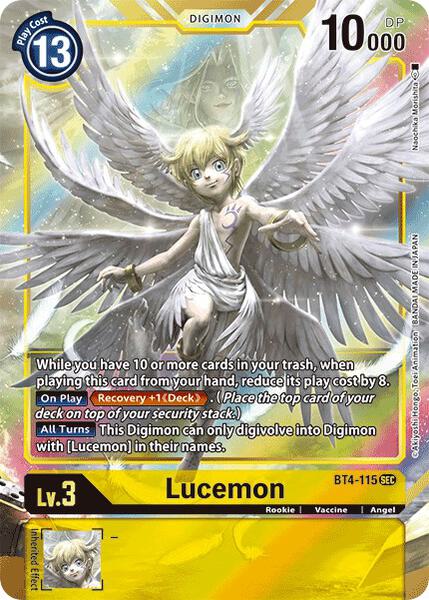 Play Cost
13
DIGIMON
DP
10000
Naochika Morishita
While you have 10 or more cards in your trash, when
playing this card from your hand, reduce its play cost by 8.
On Play Recovery +1《Deck》. (Place the top card of your
deck on top of your security stack.)
All Turns This Digimon can only digivolve into Digimon
with [Lucemon] in their names.
©Akiyoshi Hongo, Toei Animation BANDAI MADE IN JAPAN
Lv.3
Lucemon
BT4-115 SEC
Rookie | Vaccine | Angel
Inherited Effect
–